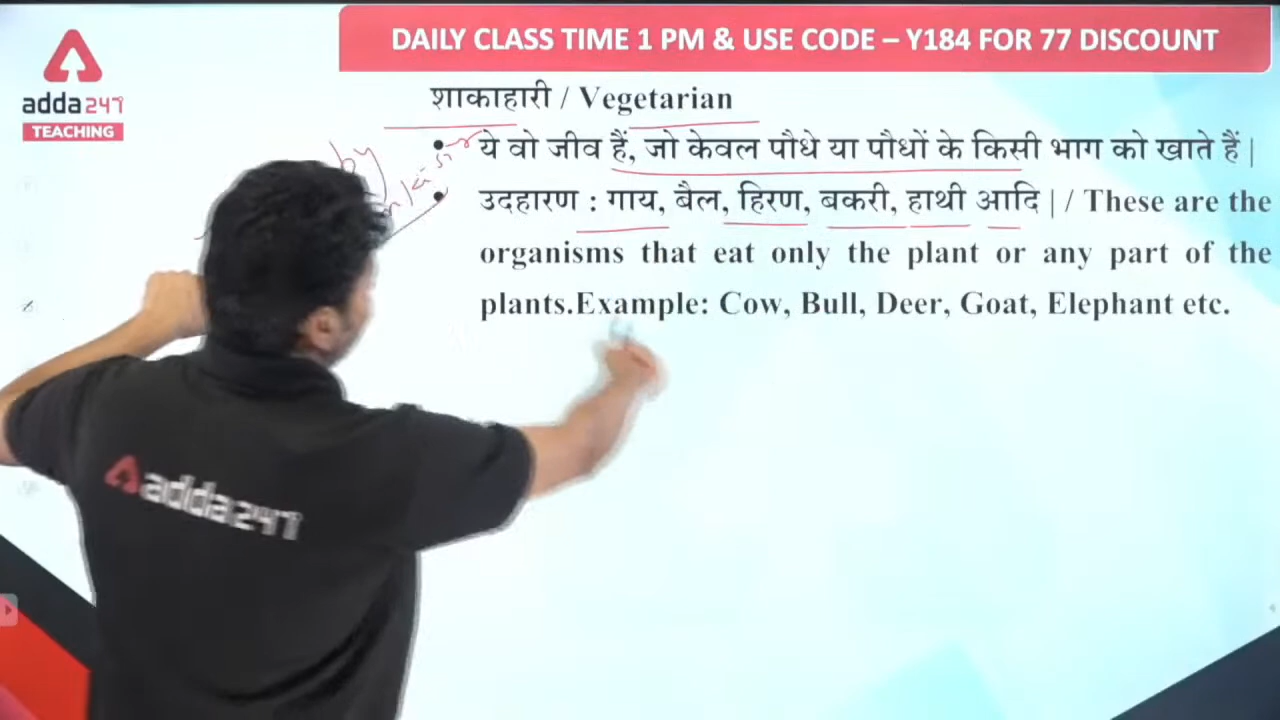 DAILY CLASS TIME 1 PM & USE CODE – Y184 FOR 77 DISCOUNT
adda247
TEACHING
शाकाहारी / Vegetarian
• ये वो जीव हैं, जो केवल पौधे या पौधों के किसी भाग को खाते हैं |
• उदहारण : गाय, बैल, हिरण, बकरी, हाथी आदि | / These are the
organisms that eat only the plant or any part of the
plants.Example: Cow, Bull, Deer, Goat, Elephant etc.
by
adda247